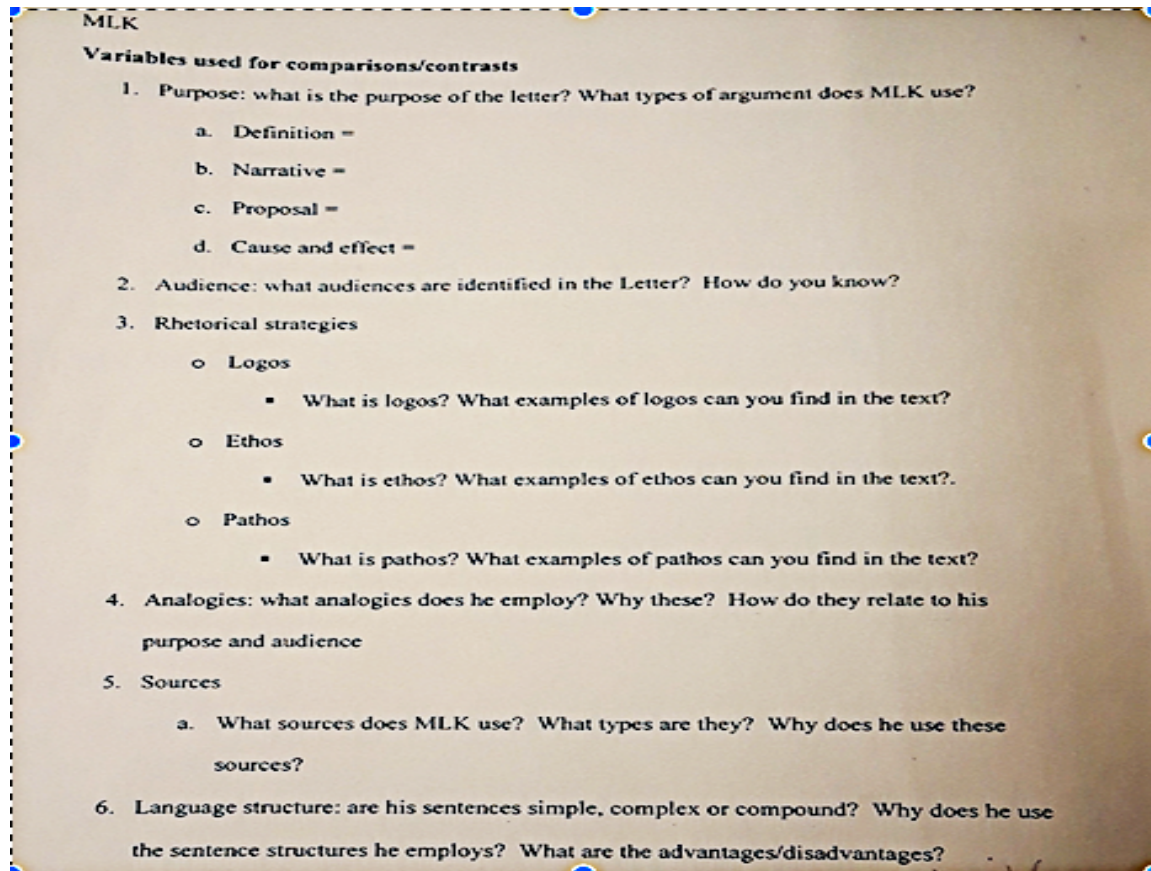 MLK
Variables used for comparisons/contrasts
1. Purpose: what is the purpose of the letter? What types of argument does MLK use?
a. Definition =
b. Narrative =
c. Proposal =
d. Cause and effect =
2. Audience: what audiences are identified in the Letter? How do you know?
3. Rhetorical strategies
o Logos
▪ What is logos? What examples of logos can you find in the text?
o Ethos
▪ What is ethos? What examples of ethos can you find in the text?.
o Pathos
▪ What is pathos? What examples of pathos can you find in the text?
4. Analogies: what analogies does he employ? Why these? How do they relate to his
purpose and audience
5. Sources
a. What sources does MLK use? What types are they? Why does he use these
sources?
6. Language structure: are his sentences simple, complex or compound? Why does he use
the sentence structures he employs? What are the advantages/disadvantages?